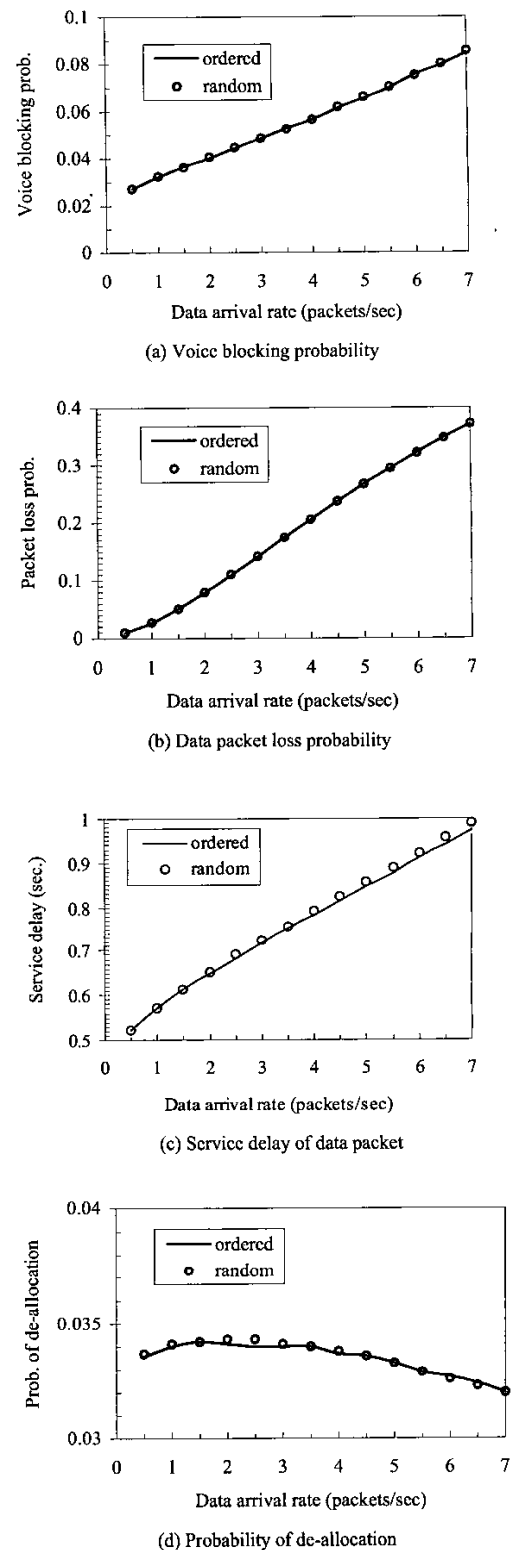 0.1
ordered
random
0.08
0.06
0.04
0.02
0
Voice blocking prob.
0 1 2 3 4 5 6 7
Data arrival rate (packets/sec)
(a) Voice blocking probability
0.4
ordered
random
0.3
0.2
0.1
0
Packet loss prob.
0 1 2 3 4 5 6 7
Data arrival rate (packets/sec)
(b) Data packet loss probability
1
ordered
random
0.9
0.8
0.7
0.6
0.5
Service delay (sec.)
0 1 2 3 4 5 6 7
Data arrival rate (packets/sec)
(c) Service delay of data packet
0.04
ordered
random
0.035
0.03
Prob. of de-allocation
0 1 2 3 4 5 6 7
Data arrival rate (packets/sec)
(d) Probability of de-allocation